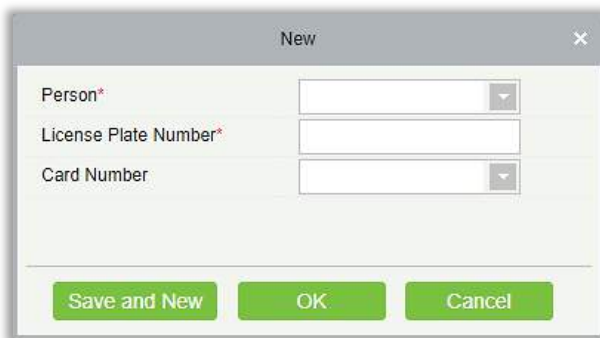 New
Person*
License Plate Number*
Card Number
Save and New OK Cancel